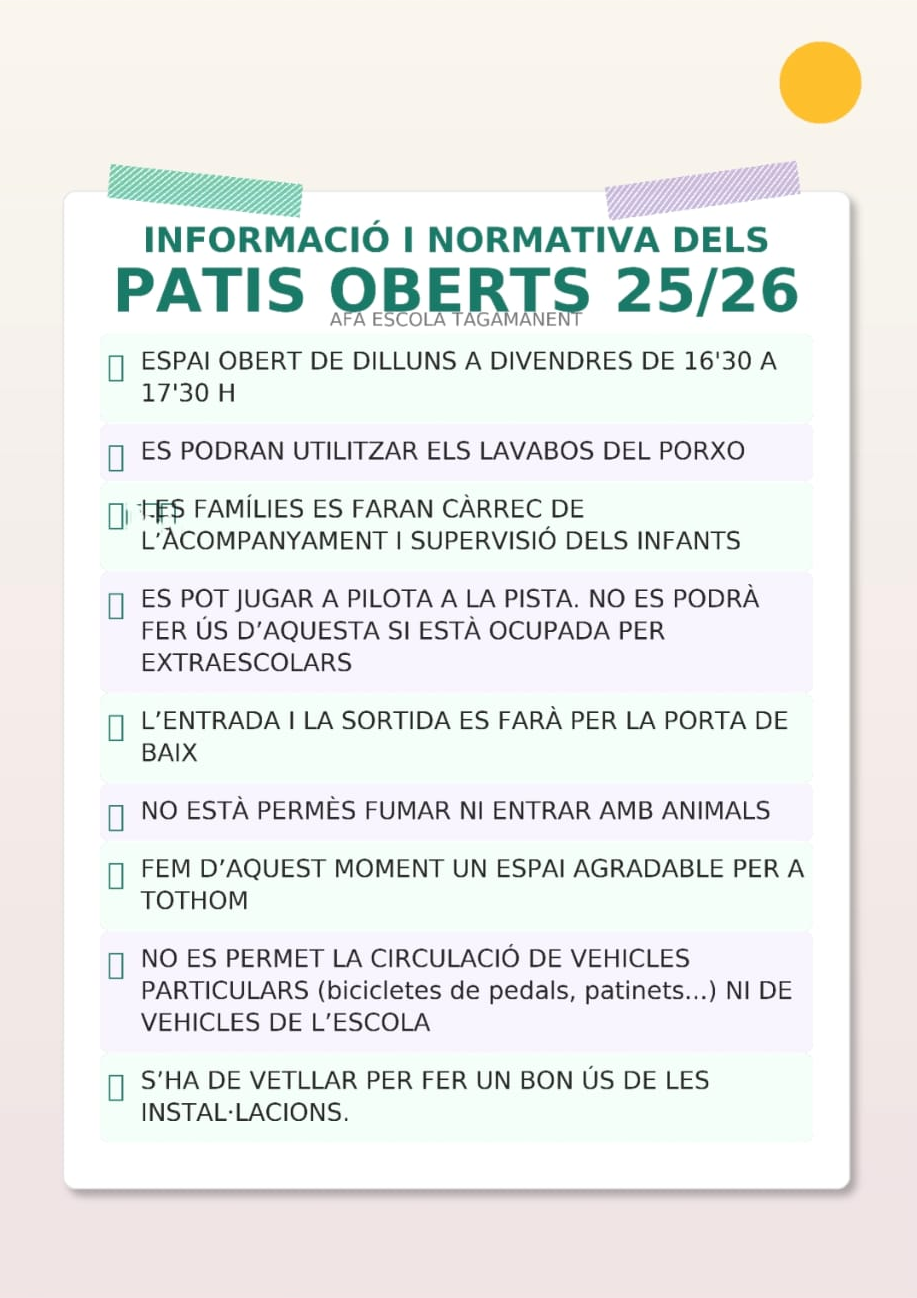 INFORMACIÓ I NORMATIVA DELS
PATIS OBERTS 25/26
AFA ESCOLA TAGAMANENT
ESPAI OBERT DE DILLUNS A DIVENDRES DE 16'30 A
17'30 H
ES PODRAN UTILITZAR ELS LAVABOS DEL PORXO
LES FAMÍLIES ES FARAN CÀRREC DE
L’ACOMPANYAMENT I SUPERVISIÓ DELS INFANTS
ES POT JUGAR A PILOTA A LA PISTA. NO ES PODRÀ
FER ÚS D’AQUESTA SI ESTÀ OCUPADA PER
EXTRAESCOLARS
L’ENTRADA I LA SORTIDA ES FARÀ PER LA PORTA DE
BAIX
NO ESTÀ PERMÈS FUMAR NI ENTRAR AMB ANIMALS
FEM D’AQUEST MOMENT UN ESPAI AGRADABLE PER A
TOTHOM
NO ES PERMET LA CIRCULACIÓ DE VEHICLES
PARTICULARS (bicicletes de pedals, patinets...) NI DE
VEHICLES DE L’ESCOLA
S’HA DE VETLLAR PER FER UN BON ÚS DE LES
INSTAL·LACIONS.